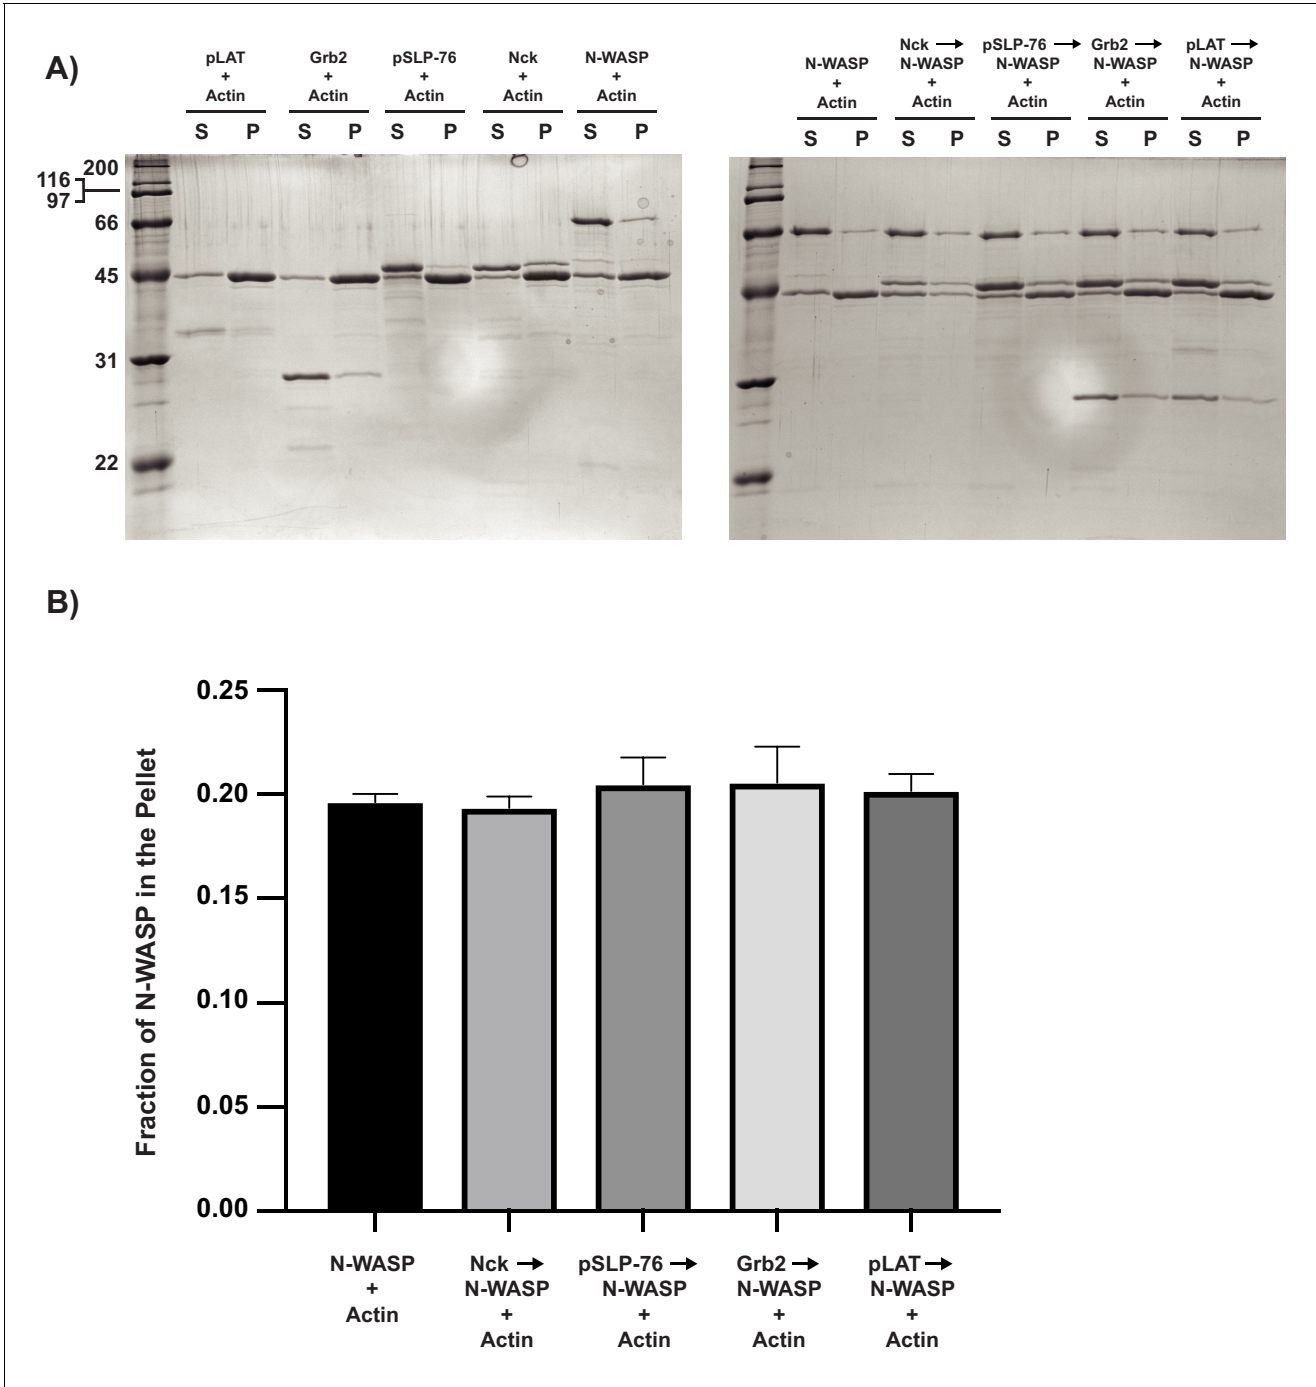 A)
pLAT Grb2 pSLP-76 Nck N-WASP
+ + + + +
Actin Actin Actin Actin Actin
S P S P S P S P S P
200
116
97
66
45
31
22
Nck → pSLP-76 → Grb2 → pLAT →
N-WASP N-WASP N-WASP N-WASP N-WASP
+ + + + +
Actin Actin Actin Actin Actin
S P S P S P S P S P
B)
Fraction of N-WASP in the Pellet
0.25
0.20
0.15
0.10
0.05
0.00
N-WASP Nck → pSLP-76 → Grb2 → pLAT →
+ N-WASP N-WASP N-WASP N-WASP
Actin + + + +
Actin Actin Actin Actin